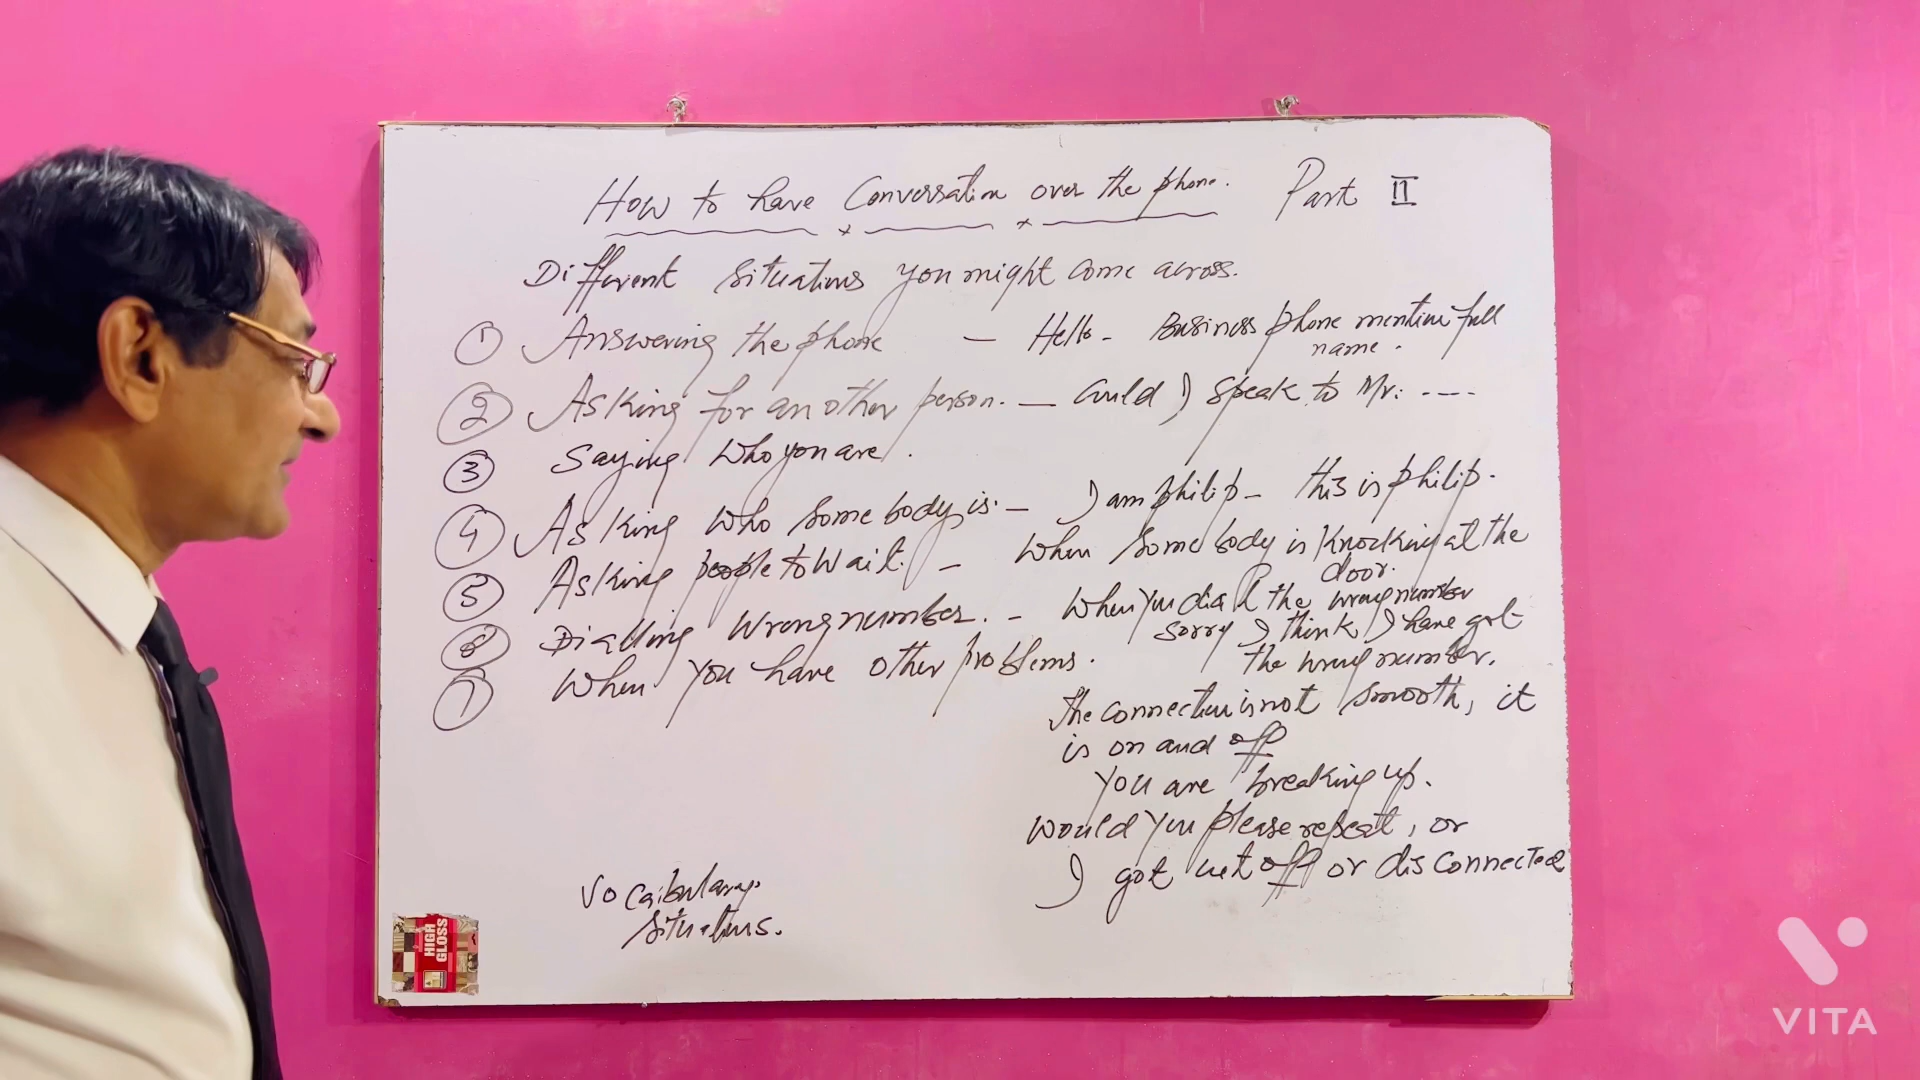 How to have Conversation over the phone. Part II
Different situations you might come across.
① Answering the phone - Hello - Business phone mention full
name.
② Asking for another person. - Could I speak to Mr: ----
③ Saying who you are.
④ Asking who somebody is. - I am philip - this is philip.
⑤ Asking people to wait. - When somebody is knocking at the
door.
⑥ Dialling wrong number. - When you dial the wrong number
sorry I think I have got
the wrong number.
⑦ When you have other problems.
The connection is not smooth, it
is on and off
You are breaking up.
would you please repeat, or
I got cut off or disconnected
Vocabulary
situations.
HIGH
GLOSS
VITA